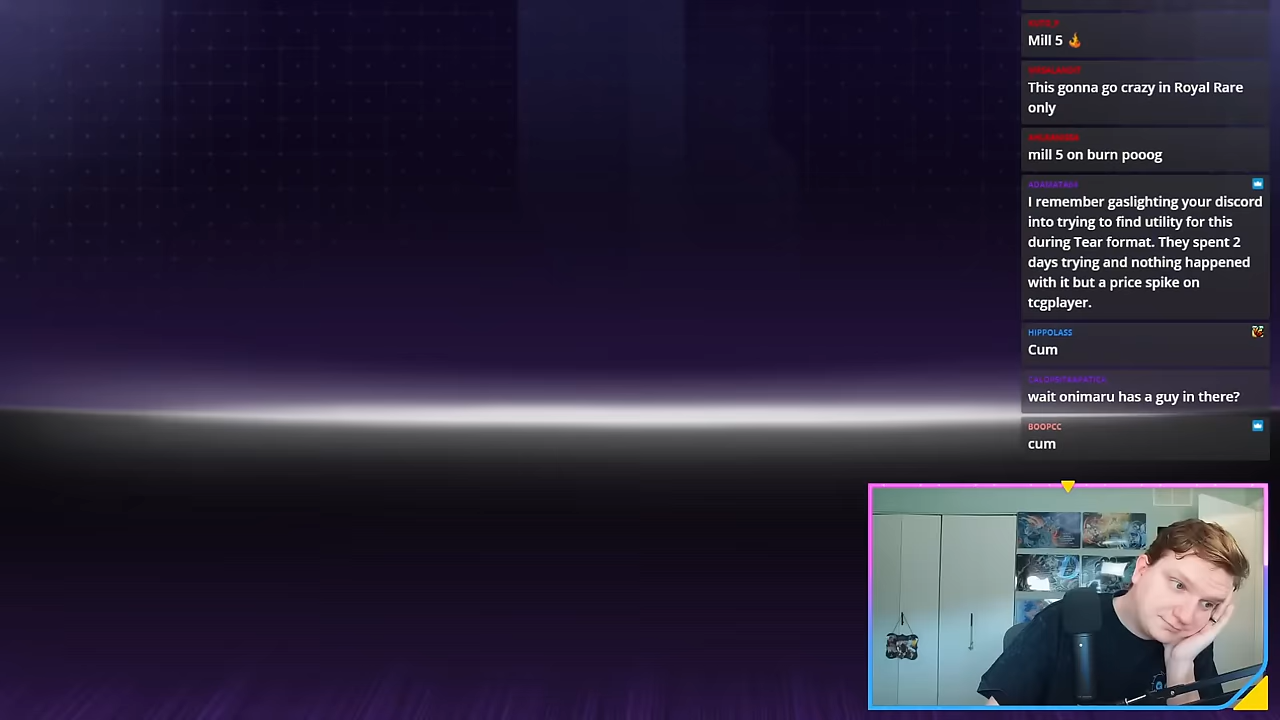 Mill 5 🔥
This gonna go crazy in Royal Rare
only
mill 5 on burn pooog
I remember gaslighting your discord
into trying to find utility for this
during Tear format. They spent 2
days trying and nothing happened
with it but a price spike on
tcgplayer.
HIPPOLASS
Cum
wait onimaru has a guy in there?
BOOPCC
cum